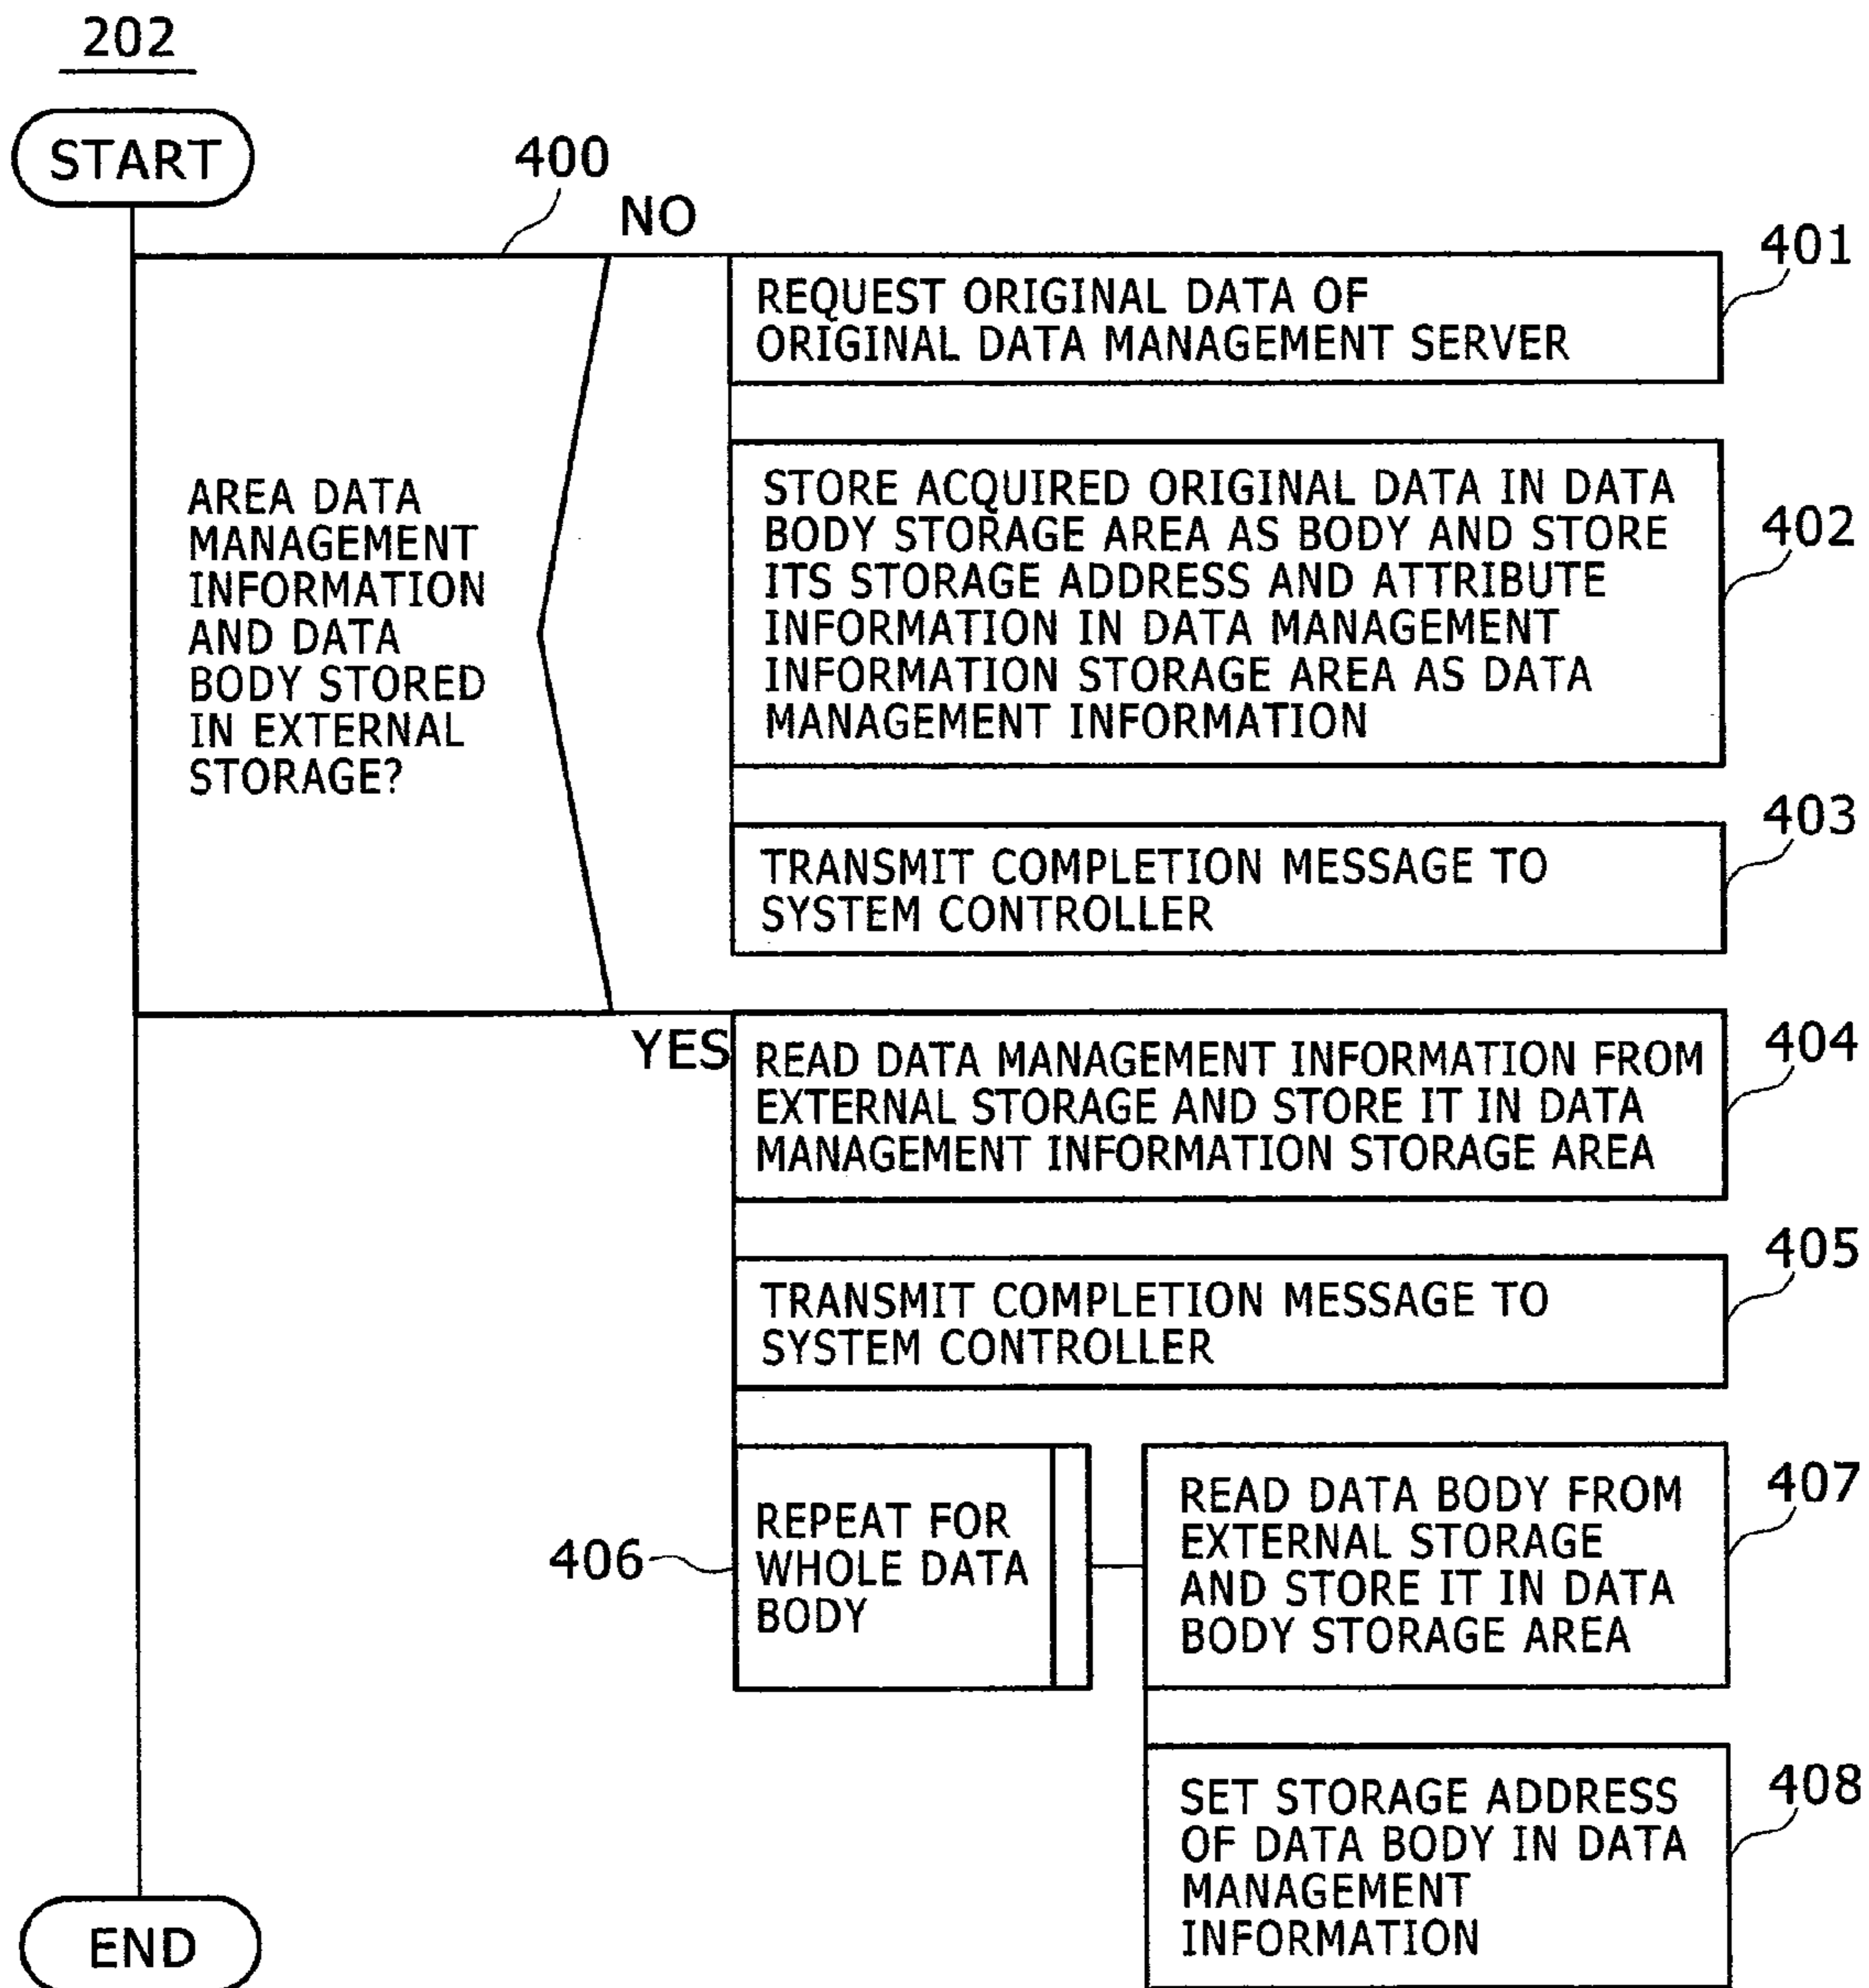 202
START
400
NO
401
REQUEST ORIGINAL DATA OF
ORIGINAL DATA MANAGEMENT SERVER
AREA DATA
MANAGEMENT
INFORMATION
AND DATA
BODY STORED
IN EXTERNAL
STORAGE?
402
STORE ACQUIRED ORIGINAL DATA IN DATA
BODY STORAGE AREA AS BODY AND STORE
ITS STORAGE ADDRESS AND ATTRIBUTE
INFORMATION IN DATA MANAGEMENT
INFORMATION STORAGE AREA AS DATA
MANAGEMENT INFORMATION
403
TRANSMIT COMPLETION MESSAGE TO
SYSTEM CONTROLLER
YES
404
READ DATA MANAGEMENT INFORMATION FROM
EXTERNAL STORAGE AND STORE IT IN DATA
MANAGEMENT INFORMATION STORAGE AREA
405
TRANSMIT COMPLETION MESSAGE TO
SYSTEM CONTROLLER
406
REPEAT FOR
WHOLE DATA
BODY
407
READ DATA BODY FROM
EXTERNAL STORAGE
AND STORE IT IN DATA
BODY STORAGE AREA
408
SET STORAGE ADDRESS
OF DATA BODY IN DATA
MANAGEMENT
INFORMATION
END